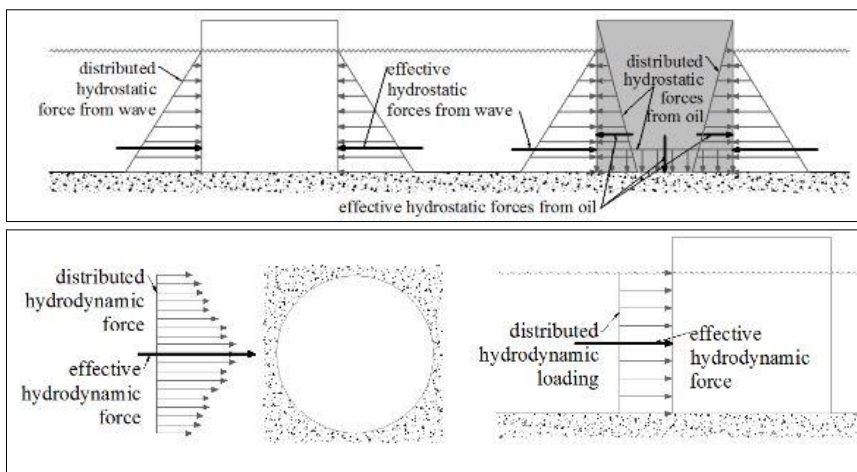 distributed
hydrostatic
force from wave
effective
hydrostatic
forces from wave
distributed
hydrostatic
forces
from oil
effective hydrostatic forces from oil
distributed
hydrodynamic
force
effective
hydrodynamic
force
distributed
hydrodynamic
loading
effective
hydrodynamic
force